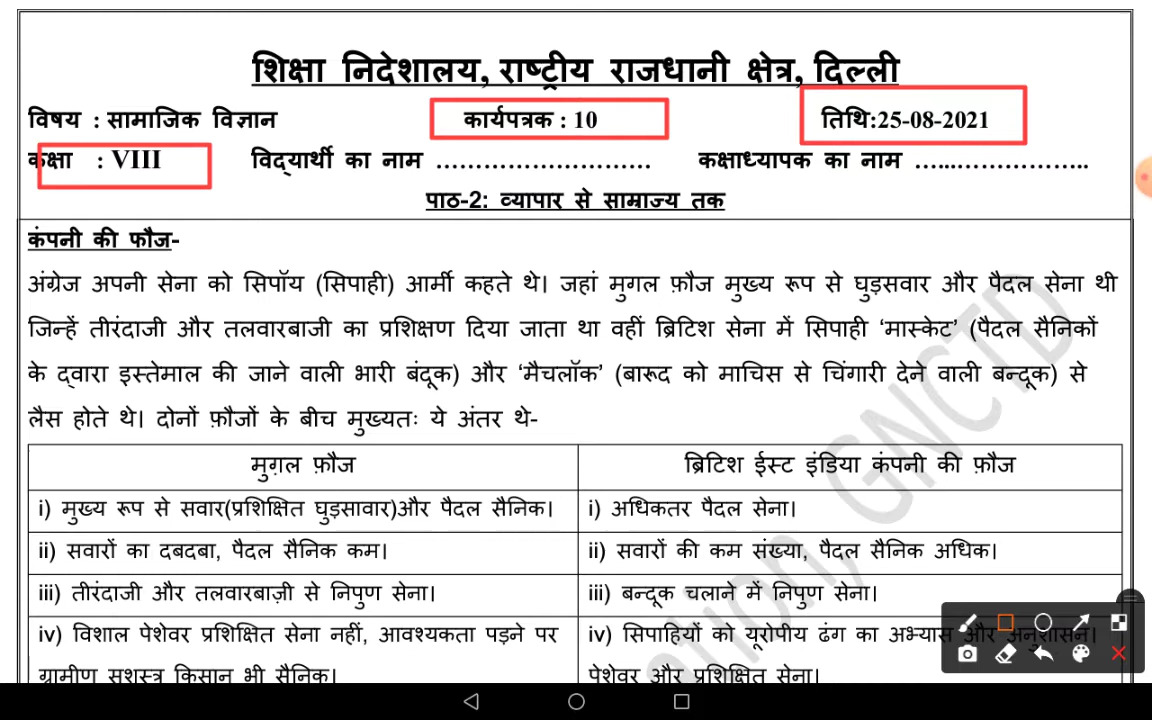 शिक्षा निदेशालय, राष्ट्रीय राजधानी क्षेत्र, दिल्ली
विषय : सामाजिक विज्ञान कार्यपत्रक : 10 तिथि:25-08-2021
कक्षा : VIII विद्यार्थी का नाम ………………………… कक्षाध्यापक का नाम …...……………..
पाठ-2: व्यापार से साम्राज्य तक
कंपनी की फौज-
अंग्रेज अपनी सेना को सिपॉय (सिपाही) आर्मी कहते थे। जहां मुगल फ़ौज मुख्य रूप से घुड़सवार और पैदल सेना थी
जिन्हें तीरंदाजी और तलवारबाजी का प्रशिक्षण दिया जाता था वहीं ब्रिटिश सेना में सिपाही ‘मास्केट’ (पैदल सैनिकों
के द्वारा इस्तेमाल की जाने वाली भारी बंदूक) और ‘मैचलॉक’ (बारूद को माचिस से चिंगारी देने वाली बन्दूक) से
लैस होते थे। दोनों फ़ौजों के बीच मुख्यतः ये अंतर थे-
मुग़ल फ़ौज ब्रिटिश ईस्ट इंडिया कंपनी की फ़ौज
i) मुख्य रूप से सवार(प्रशिक्षित घुड़सावार)और पैदल सैनिक। i) अधिकतर पैदल सेना।
ii) सवारों का दबदबा, पैदल सैनिक कम। ii) सवारों की कम संख्या, पैदल सैनिक अधिक।
iii) तीरंदाजी और तलवारबाज़ी से निपुण सेना। iii) बन्दूक चलाने में निपुण सेना।
iv) विशाल पेशेवर प्रशिक्षित सेना नहीं, आवश्यकता पड़ने पर iv) सिपाहियों को यूरोपीय ढंग का अभ्यास और अनुशासन।
ग्रामीण सशस्त्र किसान भी सैनिक। पेशेवर और प्रशिक्षित सेना।
GNCTD